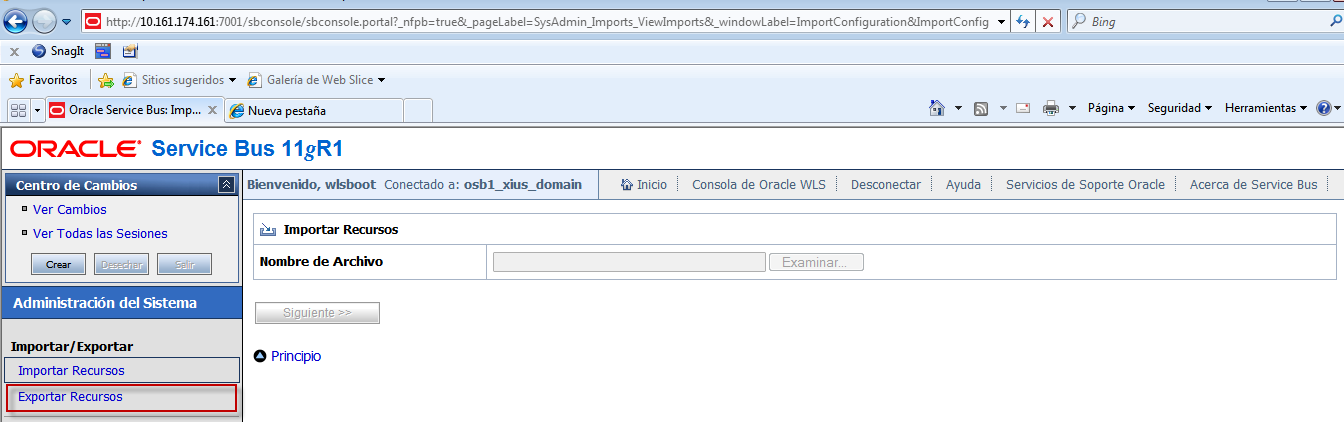 http://10.161.174.161:7001/sbconsole/sbconsole.portal?_nfpb=true&_pageLabel=SysAdmin_Imports_ViewImports&_windowLabel=ImportConfiguration&ImportConfig
Bing
x SnagIt
Favoritos Sitios sugeridos Galería de Web Slice
Oracle Service Bus: Imp... x Nueva pestaña Página Seguridad Herramientas
ORACLE Service Bus 11gR1
Centro de Cambios
Ver Cambios
Ver Todas las Sesiones
Crear Desechar Salir
Administración del Sistema
Importar/Exportar
Importar Recursos
Exportar Recursos
Bienvenido, wlsboot Conectado a: osb1_xius_domain Inicio Consola de Oracle WLS Desconectar Ayuda Servicios de Soporte Oracle Acerca de Service Bus
Importar Recursos
Nombre de Archivo Examinar...
Siguiente >>
Principio